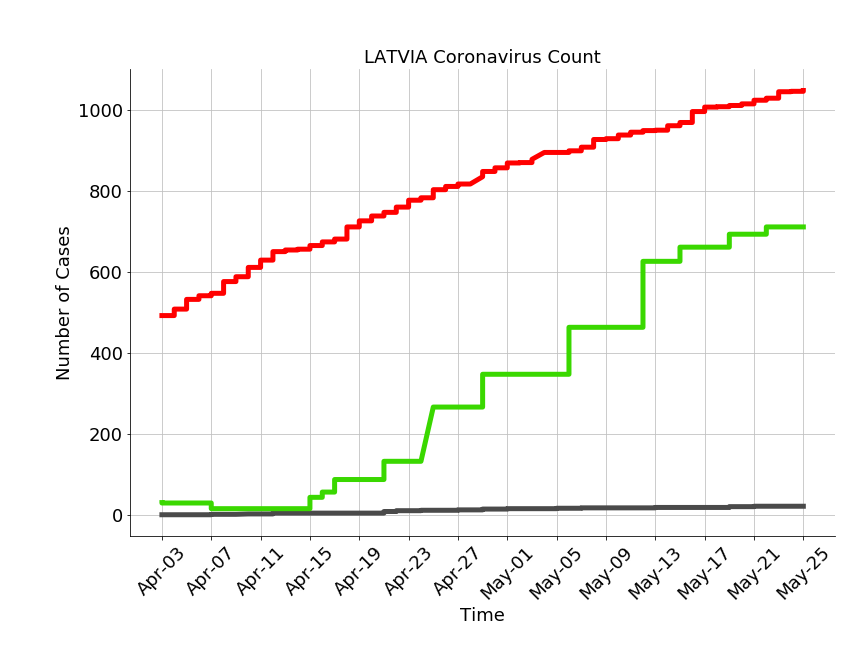 LATVIA Coronavirus Count
1000
800
600
400
200
0
Number of Cases
Apr-03
Apr-07
Apr-11
Apr-15
Apr-19
Apr-23
Apr-27
May-01
May-05
May-09
May-13
May-17
May-21
May-25
Time